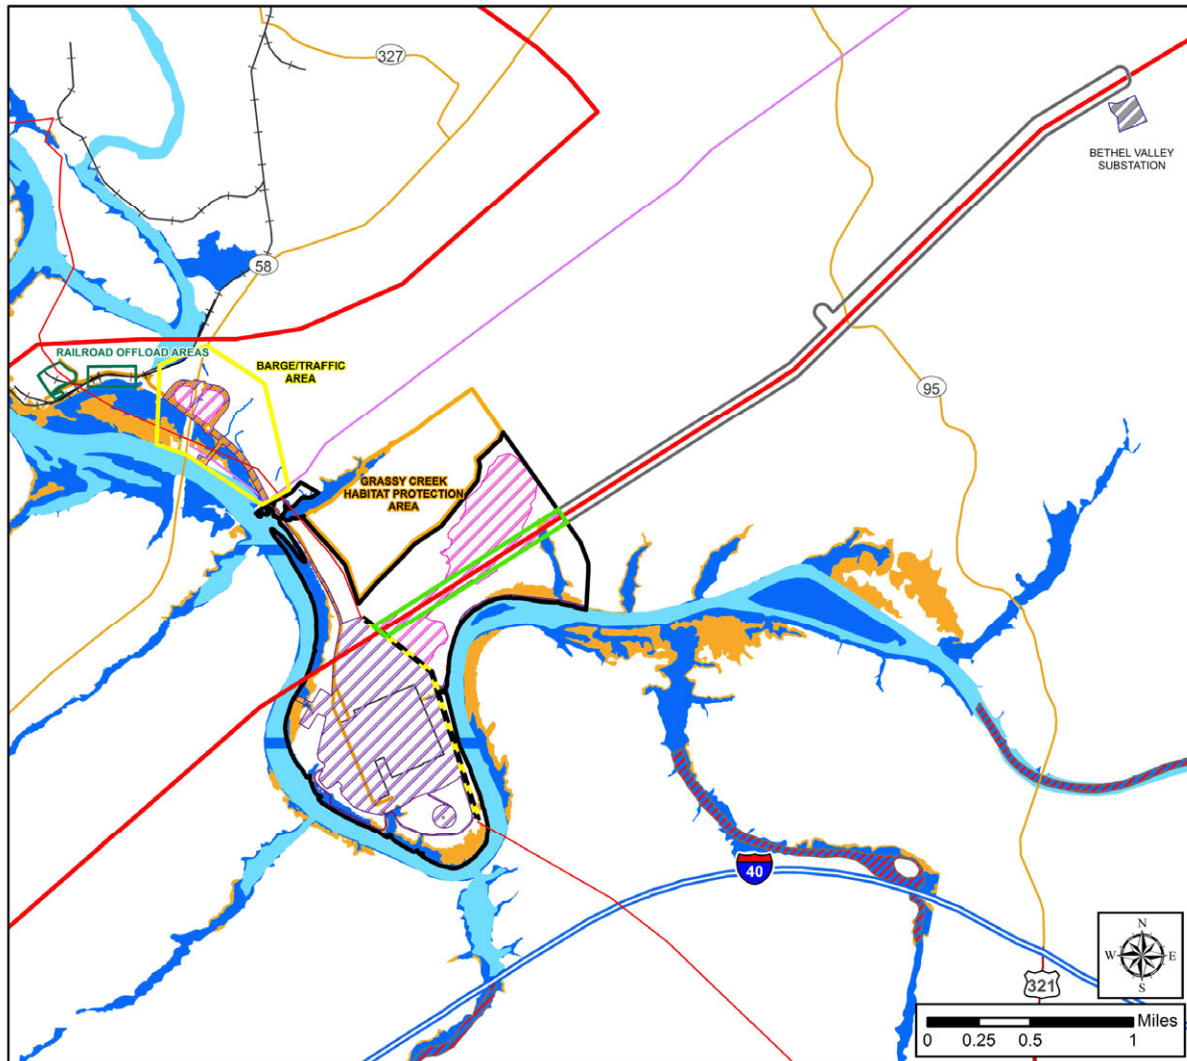 327
BETHEL VALLEY
SUBSTATION
58
RAILROAD OFFLOAD AREAS
BARGE/TRAFFIC
AREA
95
GRASSY CREEK
HABITAT PROTECTION
AREA
40
321
N
W E
S
Miles
0 0.25 0.5 1